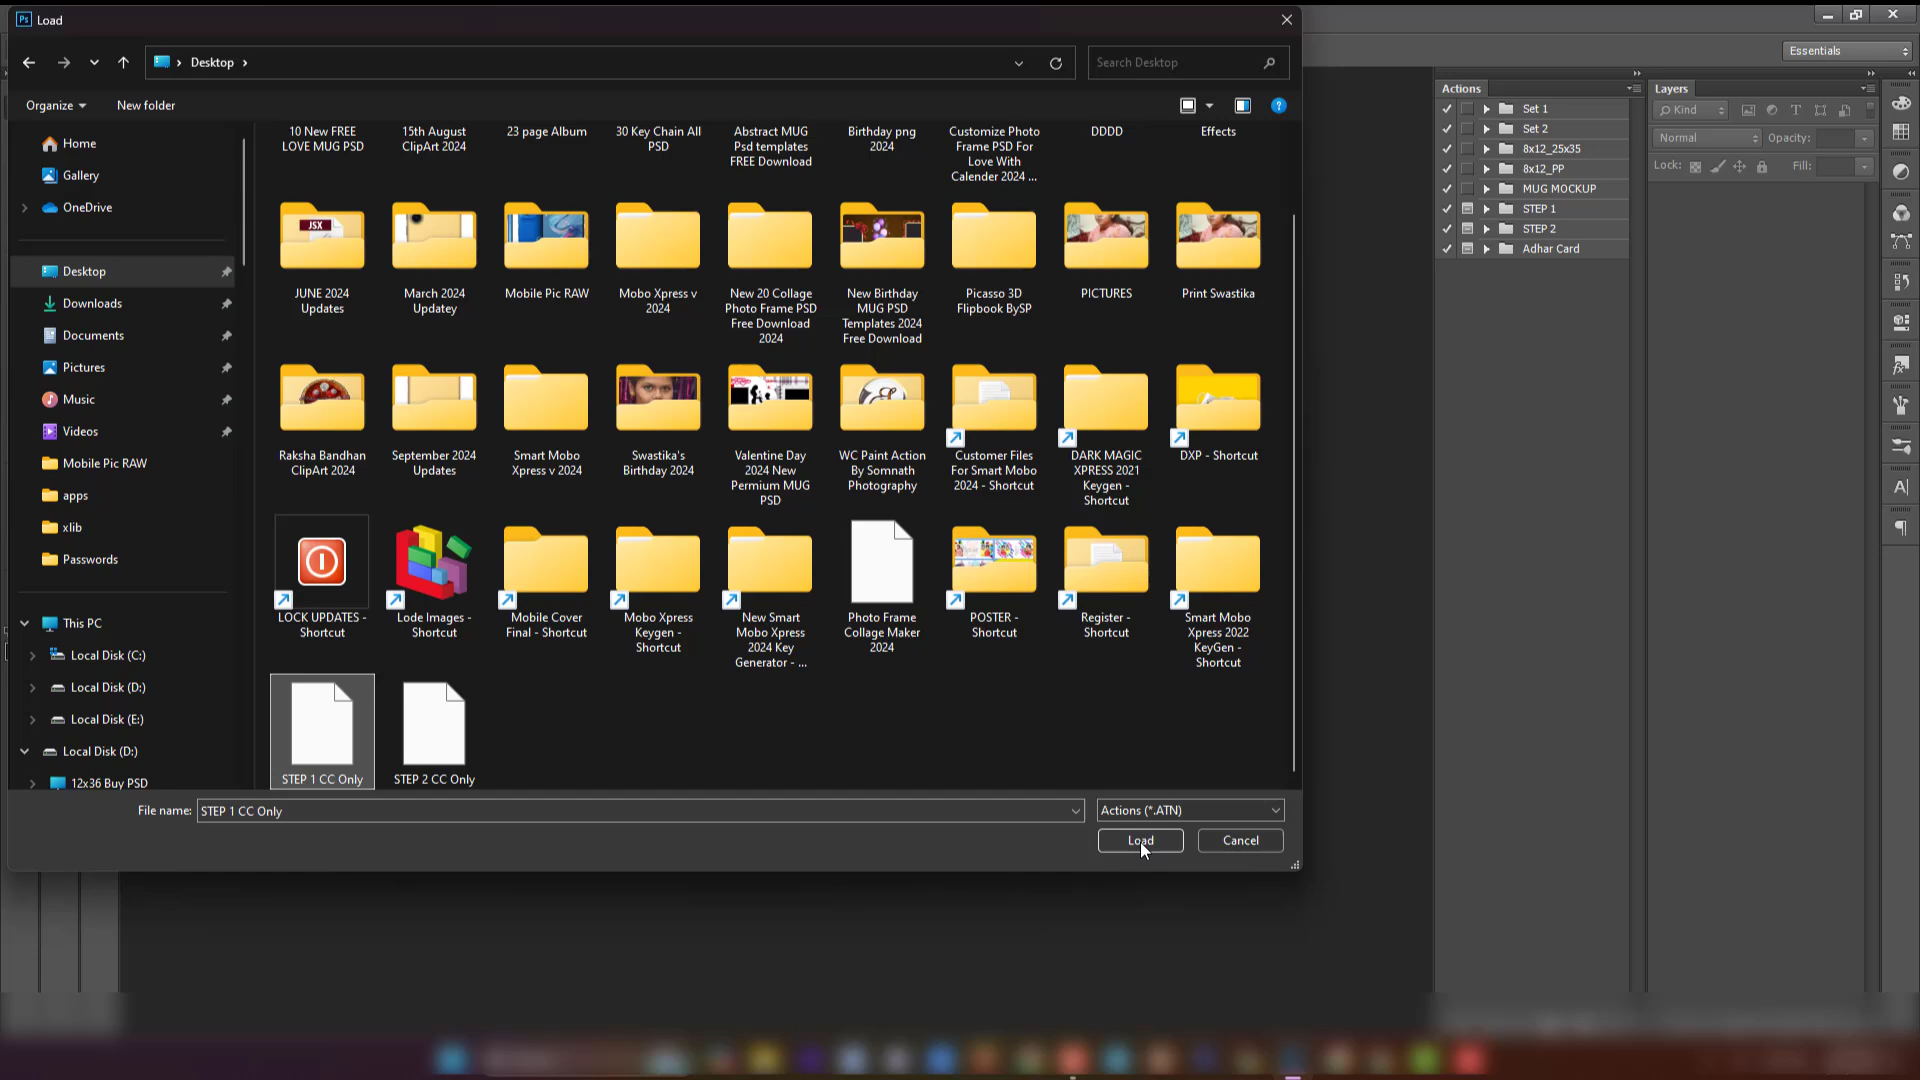 Ps Load
Essentials
Desktop
Search Desktop
Organize
New folder
Actions
Layers
Set 1
Set 2
8x12_25x35
8x12_PP
MUG MOCKUP
STEP 1
STEP 2
Adhar Card
Kind
Normal
Opacity:
Lock:
Fill:
Home
Gallery
OneDrive
Desktop
Downloads
Documents
Pictures
Music
Videos
Mobile Pic RAW
apps
xlib
Passwords
This PC
Local Disk (C:)
Local Disk (D:)
Local Disk (E:)
Local Disk (D:)
12x36 Buy PSD
10 New FREE
LOVE MUG PSD
15th August
ClipArt 2024
23 page Album
30 Key Chain All
PSD
Abstract MUG
Psd templates
FREE Download
Birthday png
2024
Customize Photo
Frame PSD For
Love With
Calender 2024 ...
DDDD
Effects
JSX
JUNE 2024
Updates
March 2024
Updatey
Mobile Pic RAW
Mobo Xpress v
2024
New 20 Collage
Photo Frame PSD
Free Download
2024
New Birthday
MUG PSD
Templates 2024
Free Download
Picasso 3D
Flipbook BySP
PICTURES
Print Swastika
Raksha Bandhan
ClipArt 2024
September 2024
Updates
Smart Mobo
Xpress v 2024
Swastika's
Birthday 2024
Valentine Day
2024 New
Permium MUG
PSD
WC Paint Action
By Somnath
Photography
Customer Files
For Smart Mobo
2024 - Shortcut
DARK MAGIC
XPRESS 2021
Keygen -
Shortcut
DXP - Shortcut
LOCK UPDATES -
Shortcut
Lode Images -
Shortcut
Mobile Cover
Final - Shortcut
Mobo Xpress
Keygen -
Shortcut
New Smart
Mobo Xpress
2024 Key
Generator - ...
Photo Frame
Collage Maker
2024
POSTER -
Shortcut
Register -
Shortcut
Smart Mobo
Xpress 2022
KeyGen -
Shortcut
STEP 1 CC Only
STEP 2 CC Only
File name:
STEP 1 CC Only
Actions (*.ATN)
Load
Cancel